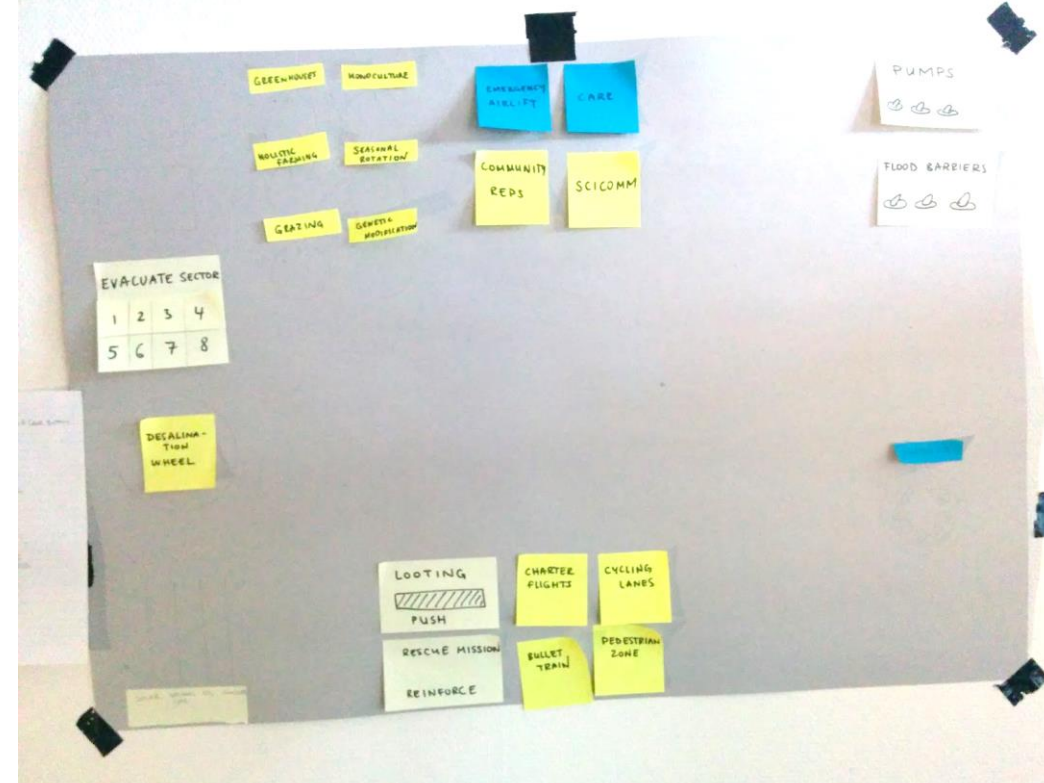 GREENHOUSES
MONOCULTURE
HOLISTIC
FARMING
SEASONAL
ROTATION
GRAZING
GENETIC
MODIFICATION
EMERGENCY
AIRLIFT
CARE
COMMUNITY
REPS
SCICOMM
PUMPS
FLOOD BARRIERS
EVACUATE SECTOR
1 2 3 4
5 6 7 8
DESALINA-
TION
WHEEL
LOOTING
PUSH
RESCUE MISSION
REINFORCE
CHARTER
FLIGHTS
CYCLING
LANES
BULLET
TRAIN
PEDESTRIAN
ZONE